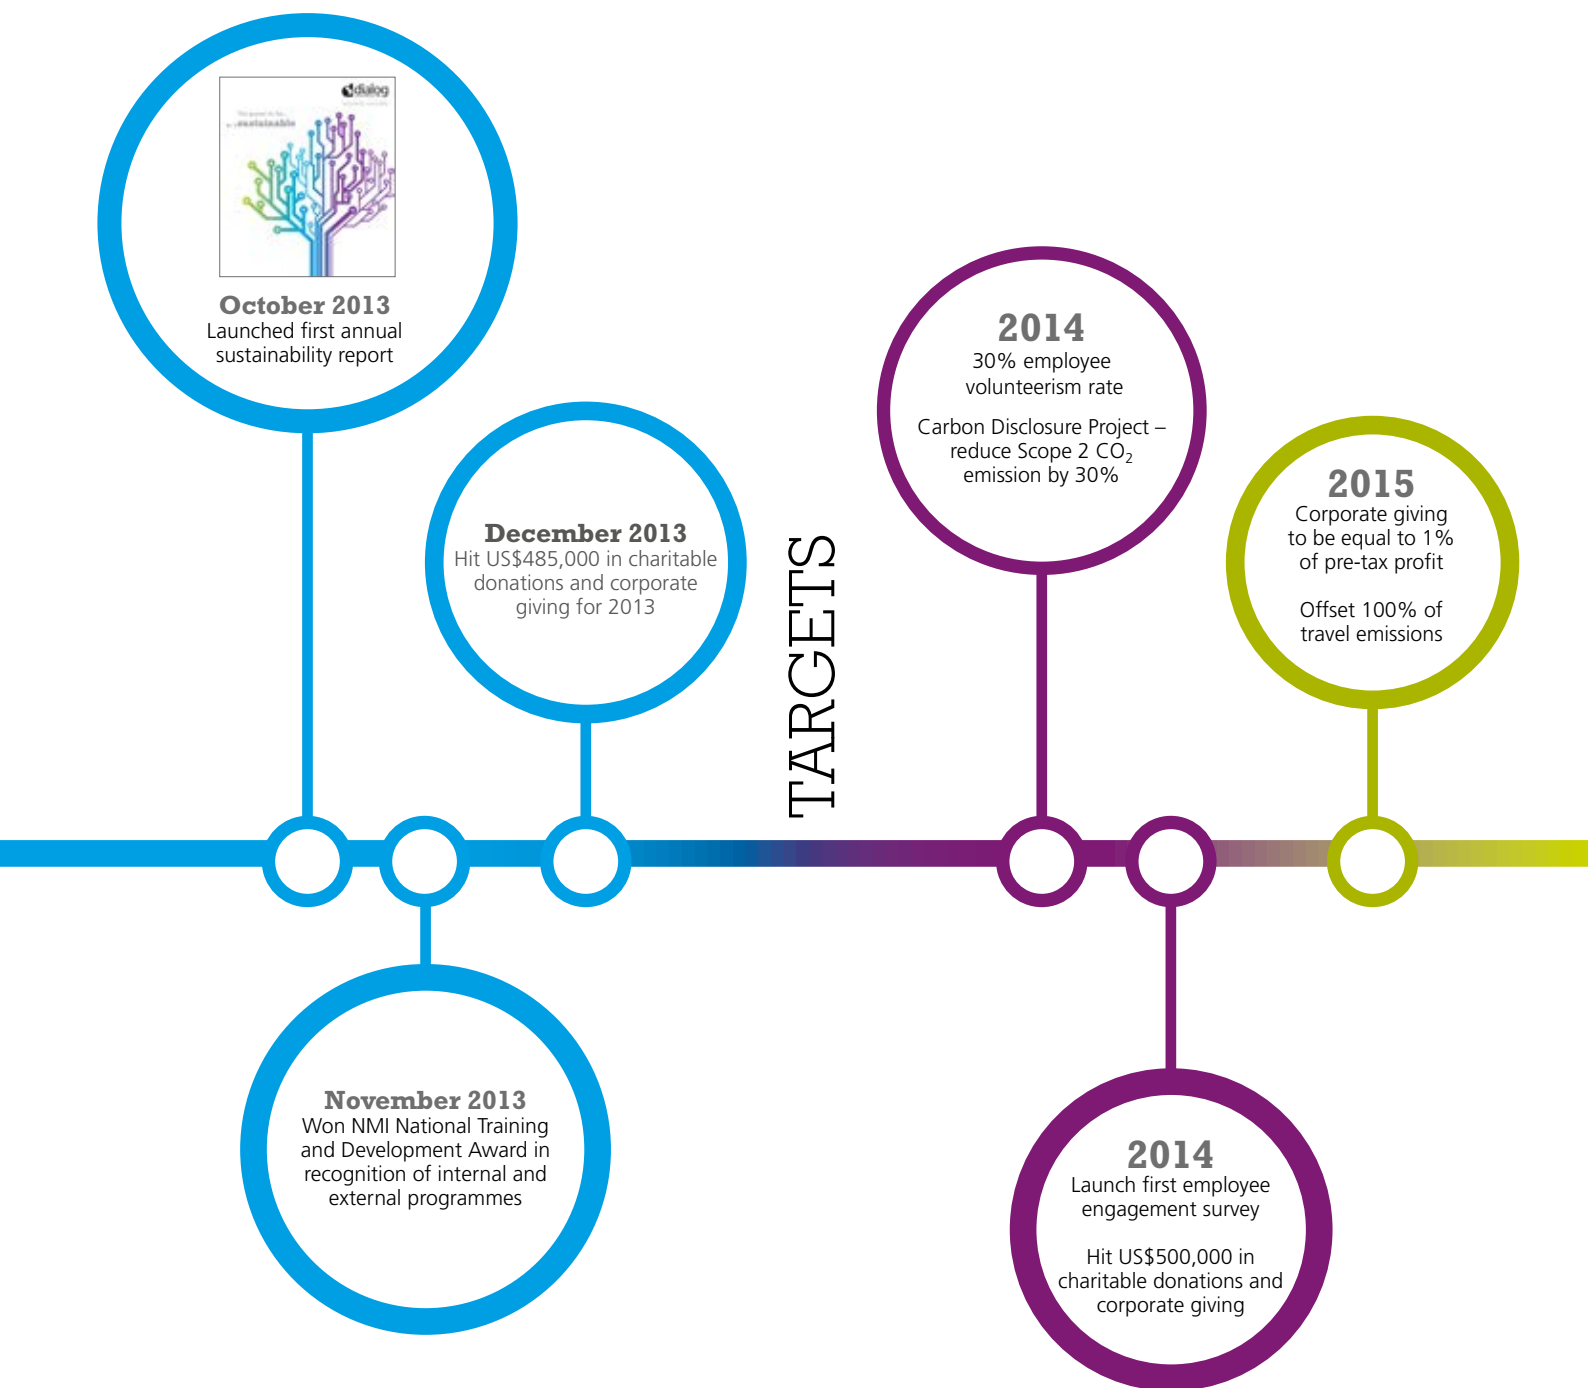 dialog
sustainable
October 2013
Launched first annual
sustainability report
December 2013
Hit US$485,000 in charitable
donations and corporate
giving for 2013
November 2013
Won NMI National Training
and Development Award in
recognition of internal and
external programmes
TARGETS
2014
30% employee
volunteerism rate
Carbon Disclosure Project –
reduce Scope 2 CO₂
emission by 30%
2014
Launch first employee
engagement survey
Hit US$500,000 in
charitable donations and
corporate giving
2015
Corporate giving
to be equal to 1%
of pre-tax profit
Offset 100% of
travel emissions